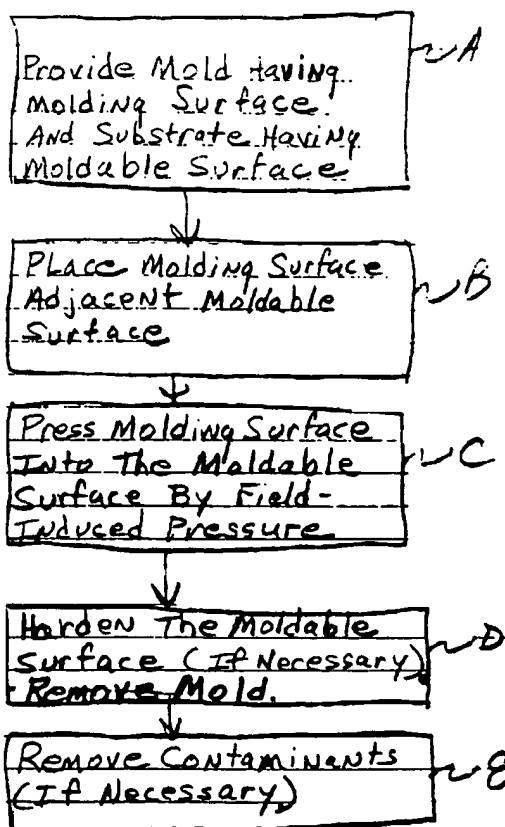 A
Provide Mold Having
Molding Surface
And Substrate Having
Moldable Surface
Place Molding Surface
Adjacent Moldable
Surface
B
Press Molding Surface
Into The Moldable
Surface By Field-
Induced Pressure
C
Harden The Moldable
Surface (If Necessary).
Remove Mold.
D
Remove Contaminants
(If Necessary)
E